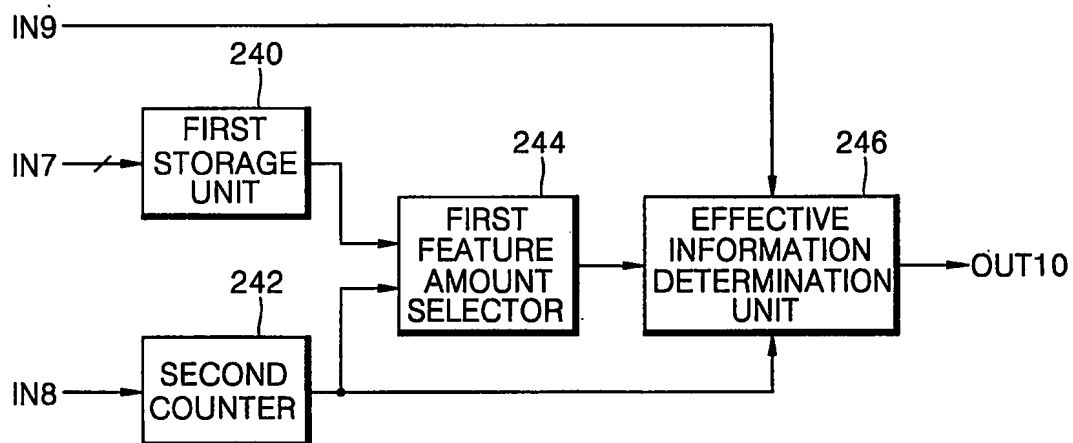 IN9
240
FIRST
STORAGE
UNIT
IN7
244
FIRST
FEATURE
AMOUNT
SELECTOR
246
EFFECTIVE
INFORMATION
DETERMINATION
UNIT
OUT10
242
SECOND
COUNTER
IN8